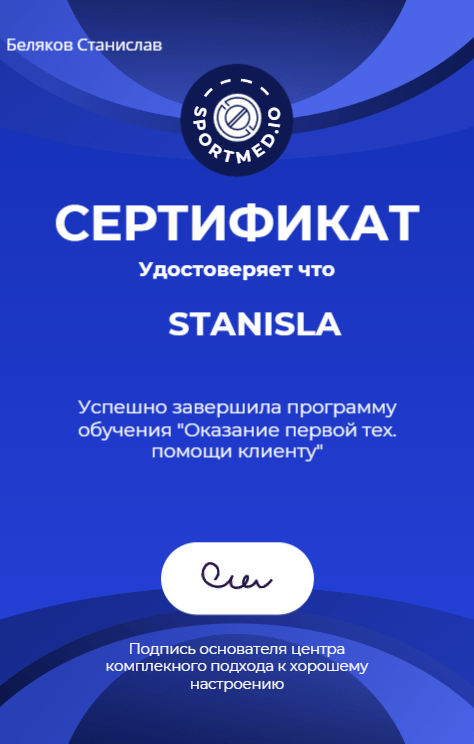 Беляков Станислав
SPORTMED.IO
СЕРТИФИКАТ
Удостоверяет что
STANISLA
Успешно завершила программу
обучения "Оказание первой тех.
помощи клиенту"
Подпись основателя центра
комплекного подхода к хорошему
настроению